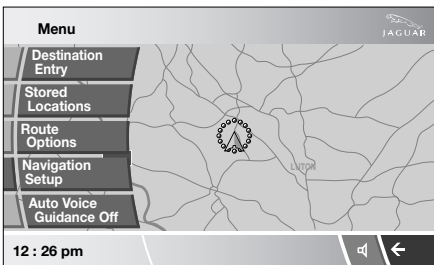 Menu
JAGUAR
Destination
Entry
Stored
Locations
Route
Options
Navigation
Setup
Auto Voice
Guidance Off
LUTON
12 : 26 pm